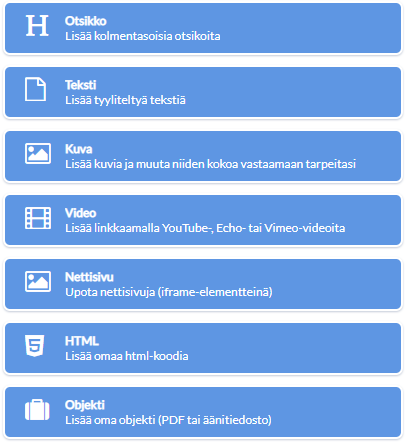 Otsikko
Lisää kolmentasoisia otsikoita
Teksti
Lisää tyyliteltyä tekstiä
Kuva
Lisää kuvia ja muuta niiden kokoa vastaamaan tarpeitasi
Video
Lisää linkkaamalla YouTube-, Echo- tai Vimeo-videoita
Nettisivu
Upota nettisivuja (iframe-elementteinä)
HTML
Lisää omaa html-koodia
Objekti
Lisää oma objekti (PDF tai äänitiedosto)